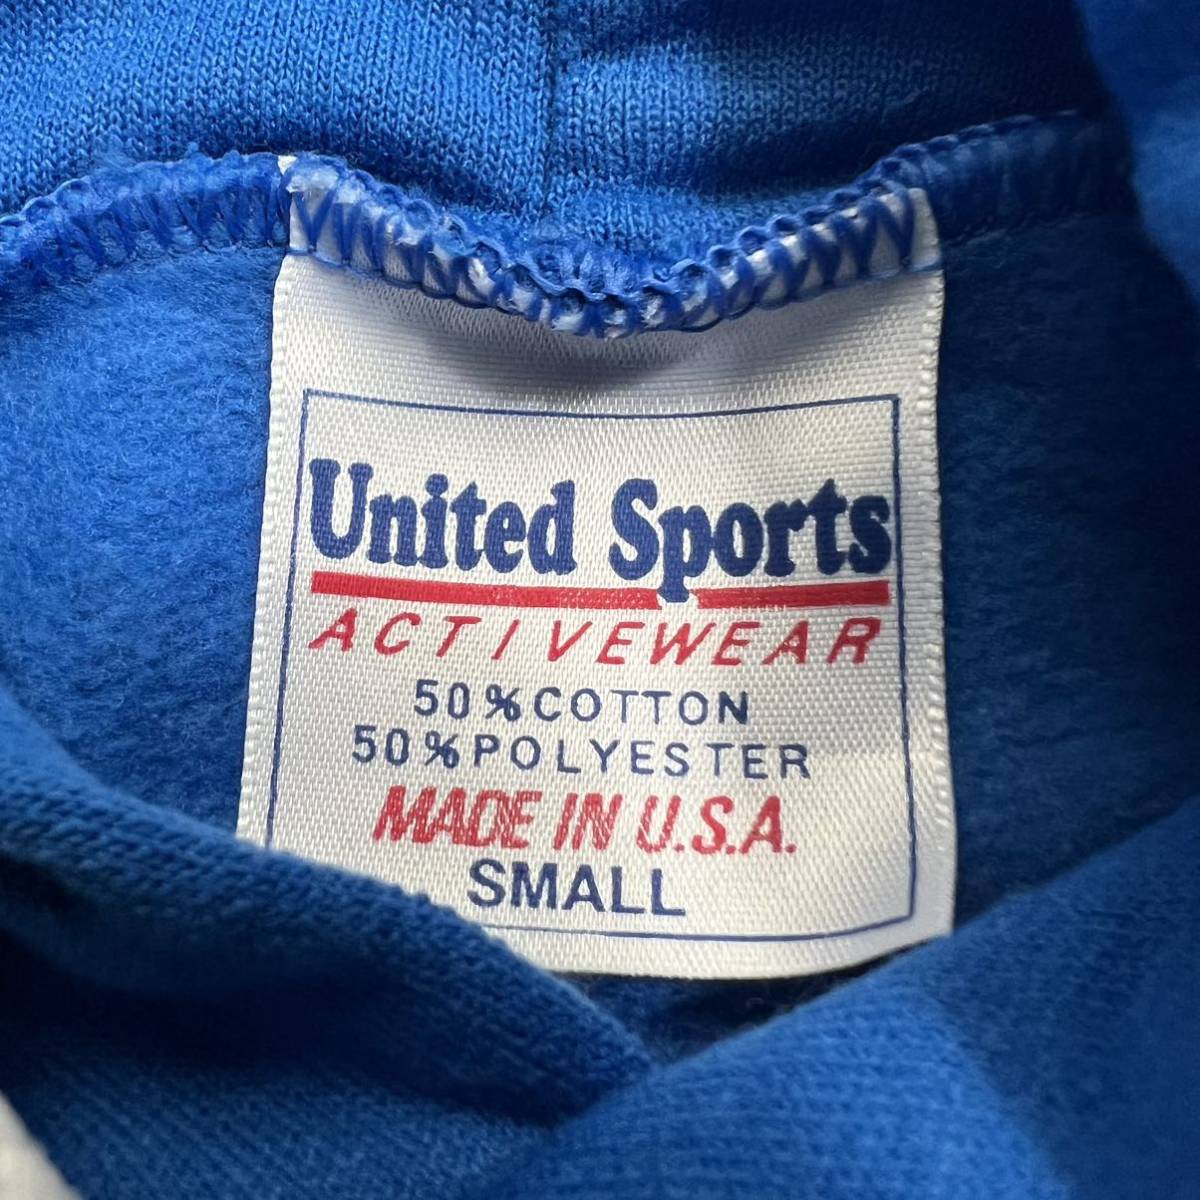 United Sports
ACTIVEWEAR
50% COTTON
50% POLYESTER
MADE IN U.S.A.
SMALL